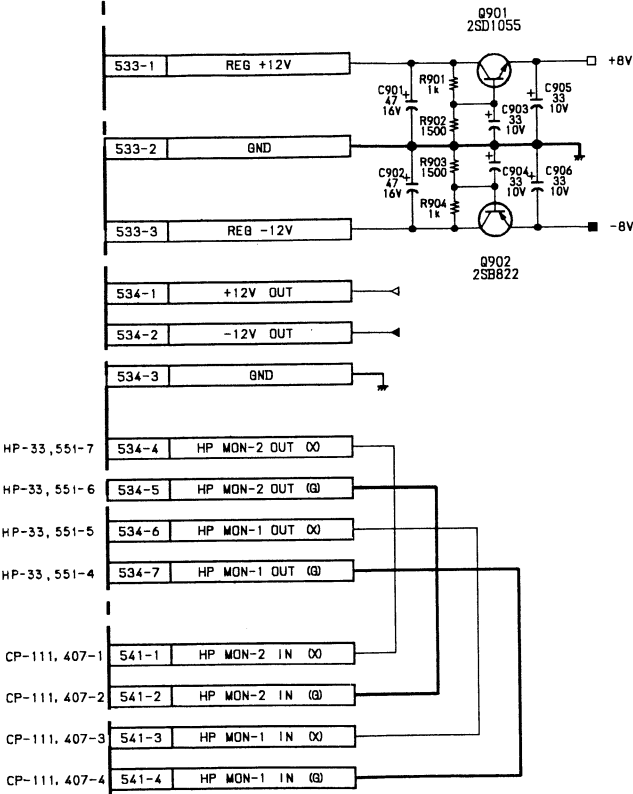 Q901
2SD1055
533-1 REG +12V
+8V
C901 + 47 16V
R901 1k
R902 1500
+ C903 33 10V
+ C905 33 10V
533-2 GND
C902 + 47 16V
R903 1500
R904 1k
+ C904 33 10V
+ C906 33 10V
533-3 REG -12V
-8V
Q902
2SB822
534-1 +12V OUT
534-2 -12V OUT
534-3 GND
HP-33,551-7 534-4 HP MON-2 OUT (X)
HP-33,551-6 534-5 HP MON-2 OUT (G)
HP-33,551-5 534-6 HP MON-1 OUT (X)
HP-33,551-4 534-7 HP MON-1 OUT (G)
CP-111,407-1 541-1 HP MON-2 IN (X)
CP-111,407-2 541-2 HP MON-2 IN (G)
CP-111,407-3 541-3 HP MON-1 IN (X)
CP-111,407-4 541-4 HP MON-1 IN (G)